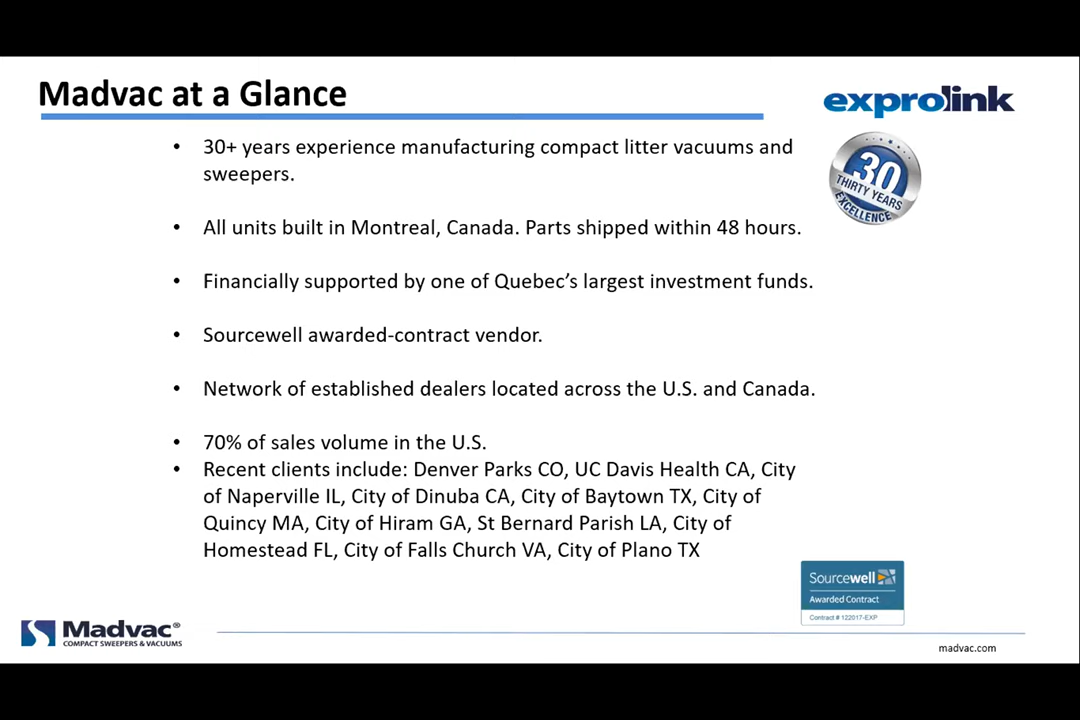 Madvac at a Glance
exprolink
• 30+ years experience manufacturing compact litter vacuums and
sweepers.
30
THIRTY YEARS
EXCELLENCE
• All units built in Montreal, Canada. Parts shipped within 48 hours.
• Financially supported by one of Quebec’s largest investment funds.
• Sourcewell awarded-contract vendor.
• Network of established dealers located across the U.S. and Canada.
• 70% of sales volume in the U.S.
• Recent clients include: Denver Parks CO, UC Davis Health CA, City
of Naperville IL, City of Dinuba CA, City of Baytown TX, City of
Quincy MA, City of Hiram GA, St Bernard Parish LA, City of
Homestead FL, City of Falls Church VA, City of Plano TX
Sourcewell
Awarded Contract
Contract # 122017-EXP
Madvac®
COMPACT SWEEPERS & VACUUMS
madvac.com